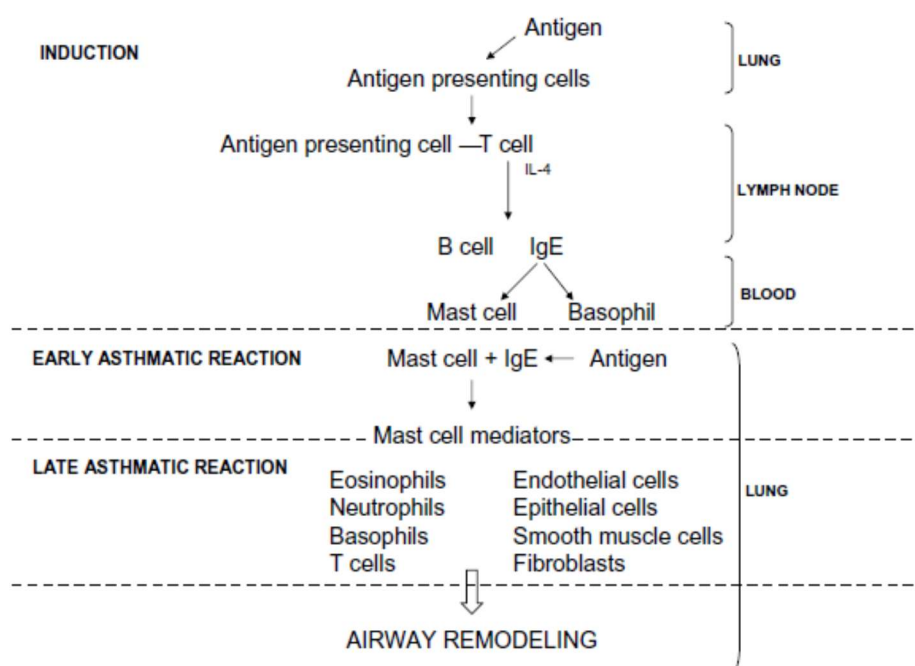 Antigen
INDUCTION
LUNG
Antigen presenting cells
Antigen presenting cell —T cell
IL-4
LYMPH NODE
B cell IgE
BLOOD
Mast cell Basophil
EARLY ASTHMATIC REACTION Mast cell + IgE Antigen
Mast cell mediators
LATE ASTHMATIC REACTION
Eosinophils Endothelial cells
LUNG
Neutrophils Epithelial cells
Basophils Smooth muscle cells
T cells Fibroblasts
AIRWAY REMODELING